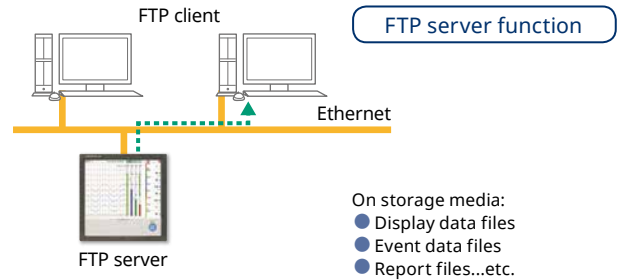 FTP client
FTP server function
Ethernet
FTP server
On storage media:
Display data files
Event data files
Report files...etc.